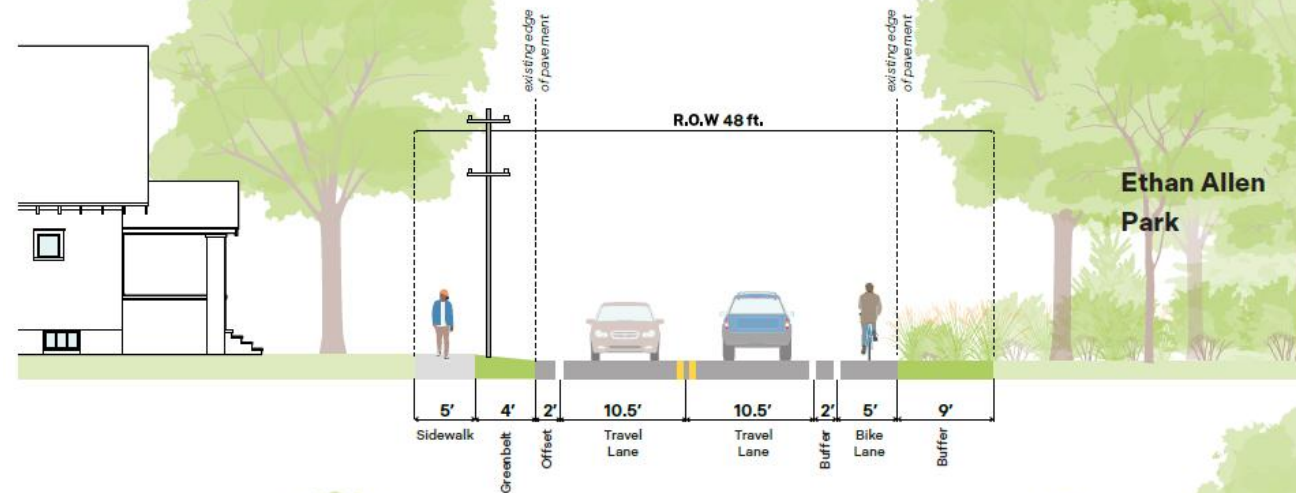 existing edge
of pavement
existing edge
of pavement
R.O.W 48 ft.
Ethan Allen
Park
5'
4'
2'
10.5'
10.5'
2'
5'
9'
Sidewalk
Greenbelt
Offset
Travel
Lane
Travel
Lane
Buffer
Bike
Lane
Buffer